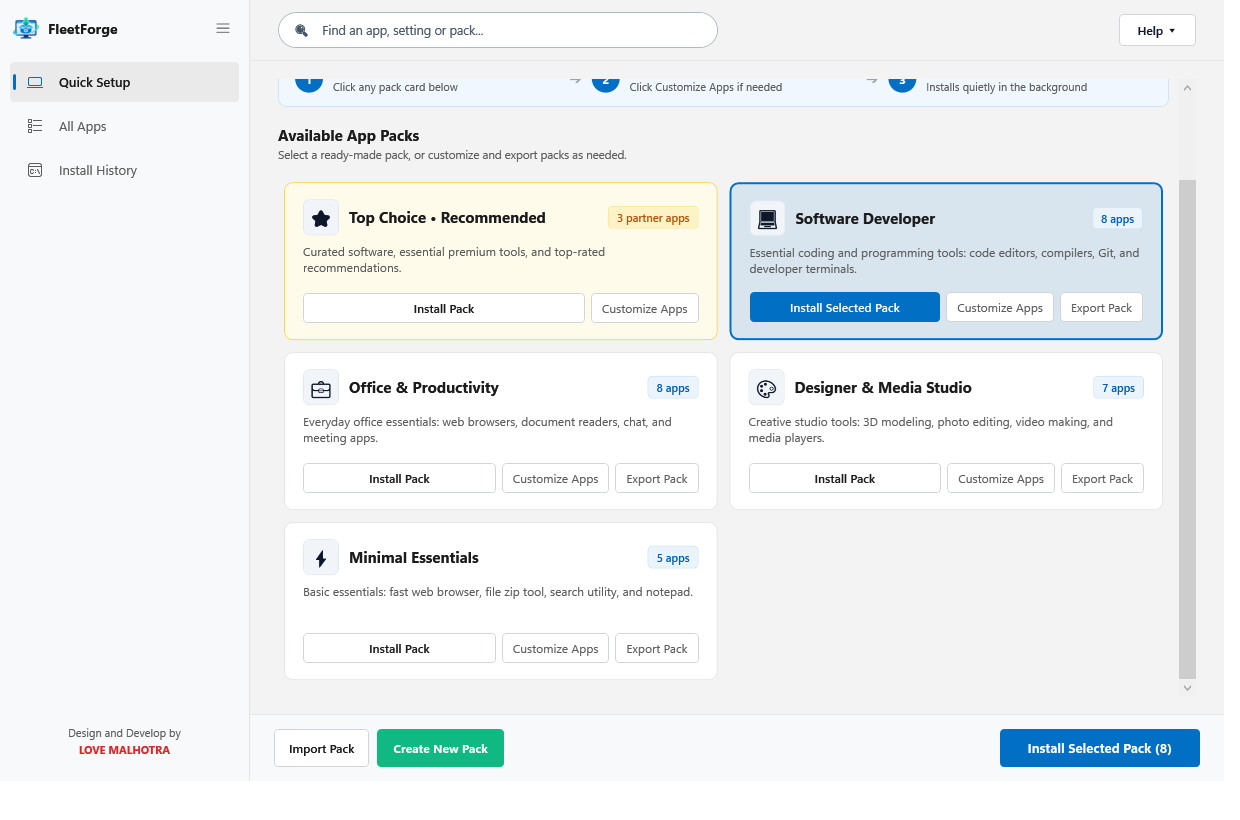 FleetForge
Find an app, setting or pack...
Help
Quick Setup
All Apps
Install History
1
Click any pack card below
2
Click Customize Apps if needed
3
Installs quietly in the background
Available App Packs
Select a ready-made pack, or customize and export packs as needed.
Top Choice • Recommended
3 partner apps
Curated software, essential premium tools, and top-rated
recommendations.
Install Pack
Customize Apps
Software Developer
8 apps
Essential coding and programming tools: code editors, compilers, Git, and
developer terminals.
Install Selected Pack
Customize Apps
Export Pack
Office & Productivity
8 apps
Everyday office essentials: web browsers, document readers, chat, and
meeting apps.
Install Pack
Customize Apps
Export Pack
Designer & Media Studio
7 apps
Creative studio tools: 3D modeling, photo editing, video making, and
media players.
Install Pack
Customize Apps
Export Pack
Minimal Essentials
5 apps
Basic essentials: fast web browser, file zip tool, search utility, and notepad.
Install Pack
Customize Apps
Export Pack
Design and Develop by
LOVE MALHOTRA
Import Pack
Create New Pack
Install Selected Pack (8)